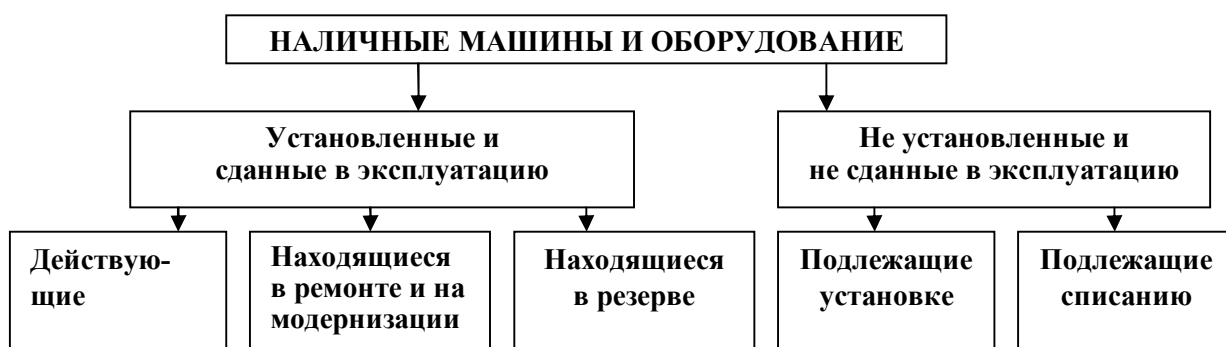 НАЛИЧНЫЕ МАШИНЫ И ОБОРУДОВАНИЕ
Установленные и
сданные в эксплуатацию
Не установленные и
не сданные в эксплуатацию
Действую-
щие
Находящиеся
в ремонте и на
модернизации
Находящиеся
в резерве
Подлежащие
установке
Подлежащие
списанию